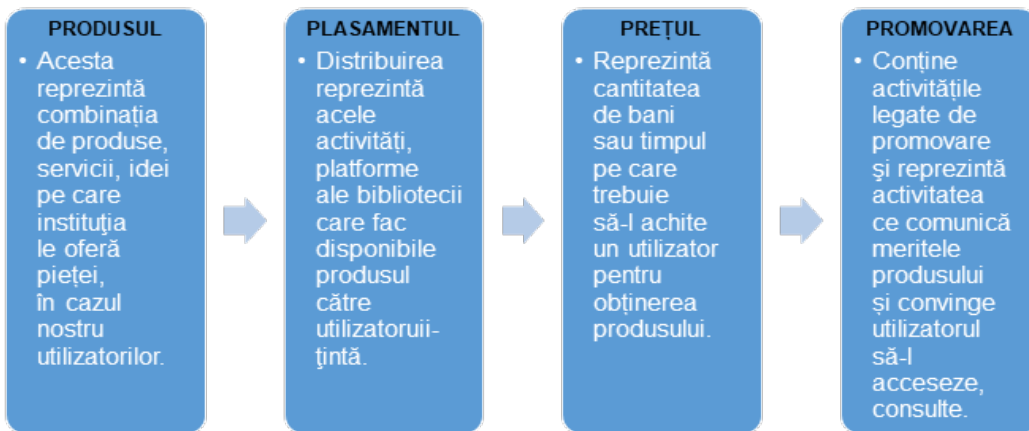 PRODUSUL
• Acesta
reprezintă
combinația
de produse,
servicii, idei
pe care
instituţia
le oferă
pieței,
în cazul
nostru
utilizatorilor.
PLASAMENTUL
• Distribuirea
reprezintă
acele
activități,
platforme
ale bibliotecii
care fac
disponibile
produsul
către
utilizatoruii-
ţintă.
PREȚUL
• Reprezintă
cantitatea
de bani
sau timpul
pe care
trebuie
să-l achite
un utilizator
pentru
obținerea
produsului.
PROMOVAREA
• Conține
activitățile
legate de
promovare
şi reprezintă
activitatea
ce comunică
meritele
produsului
și convinge
utilizatorul
să-l
acceseze,
consulte.